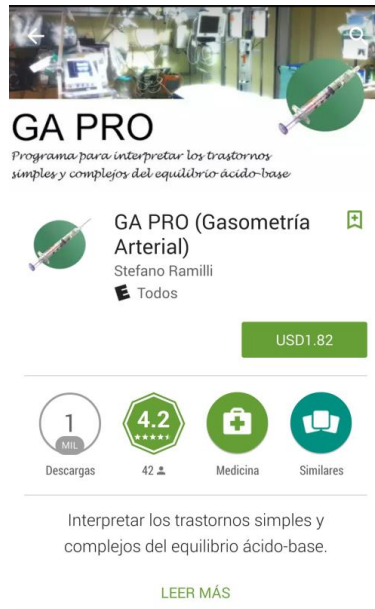 GA PRO
Programa para interpretar los trastornos
simples y complejos del equilibrio ácido-base
GA PRO (Gasometría
Arterial)
Stefano Ramilli
E Todos
USD1.82
1
MIL
4.2
Descargas
42
Medicina
Similares
Interpretar los trastornos simples y
complejos del equilibrio ácido-base.
LEER MÁS